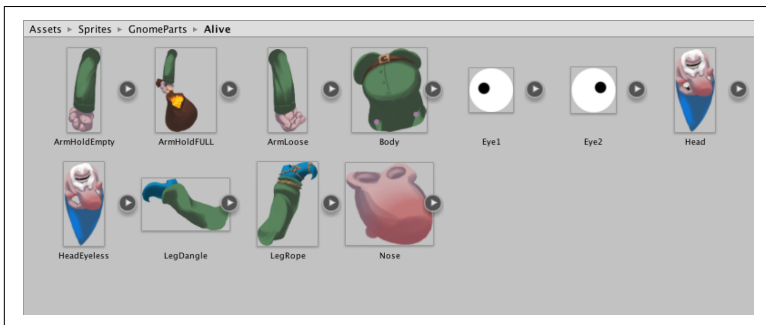 Assets ▸ Sprites ▸ GnomeParts ▸ Alive
ArmHoldEmpty ArmHoldFULL ArmLoose Body Eye1 Eye2 Head
HeadEyeless LegDangle LegRope Nose